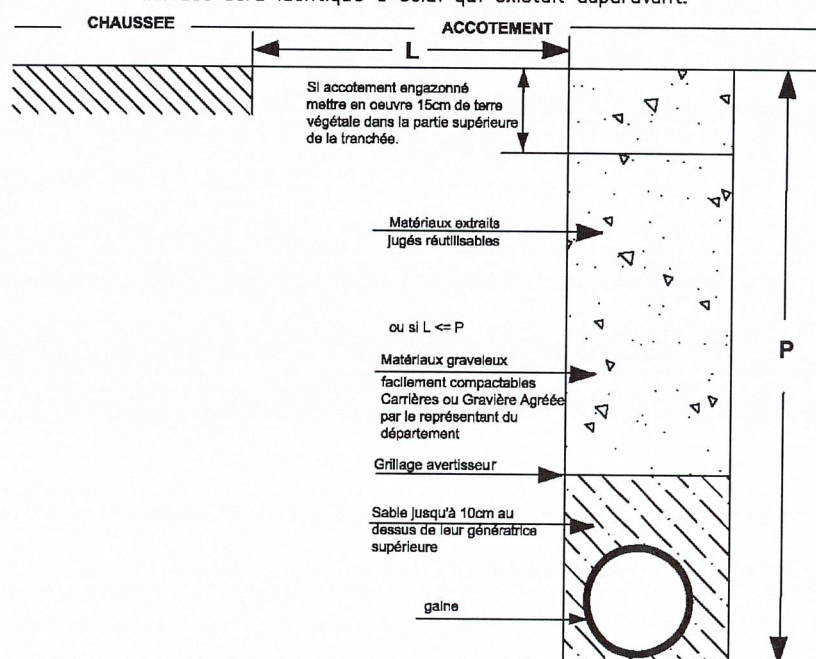 CHAUSSEE
ACCOTEMENT
L
Si accotement engazonné
mettre en oeuvre 15cm de terre
végétale dans la partie supérieure
de la tranchée.
Matériaux extraits
jugés réutilisables
ou si L <= P
Matériaux graveleux
facilement compactables
Carrières ou Gravière Agréée
par le représentant du
département
P
Grillage avertisseur
Sable jusqu'à 10cm au
dessus de leur génératrice
supérieure
gaine